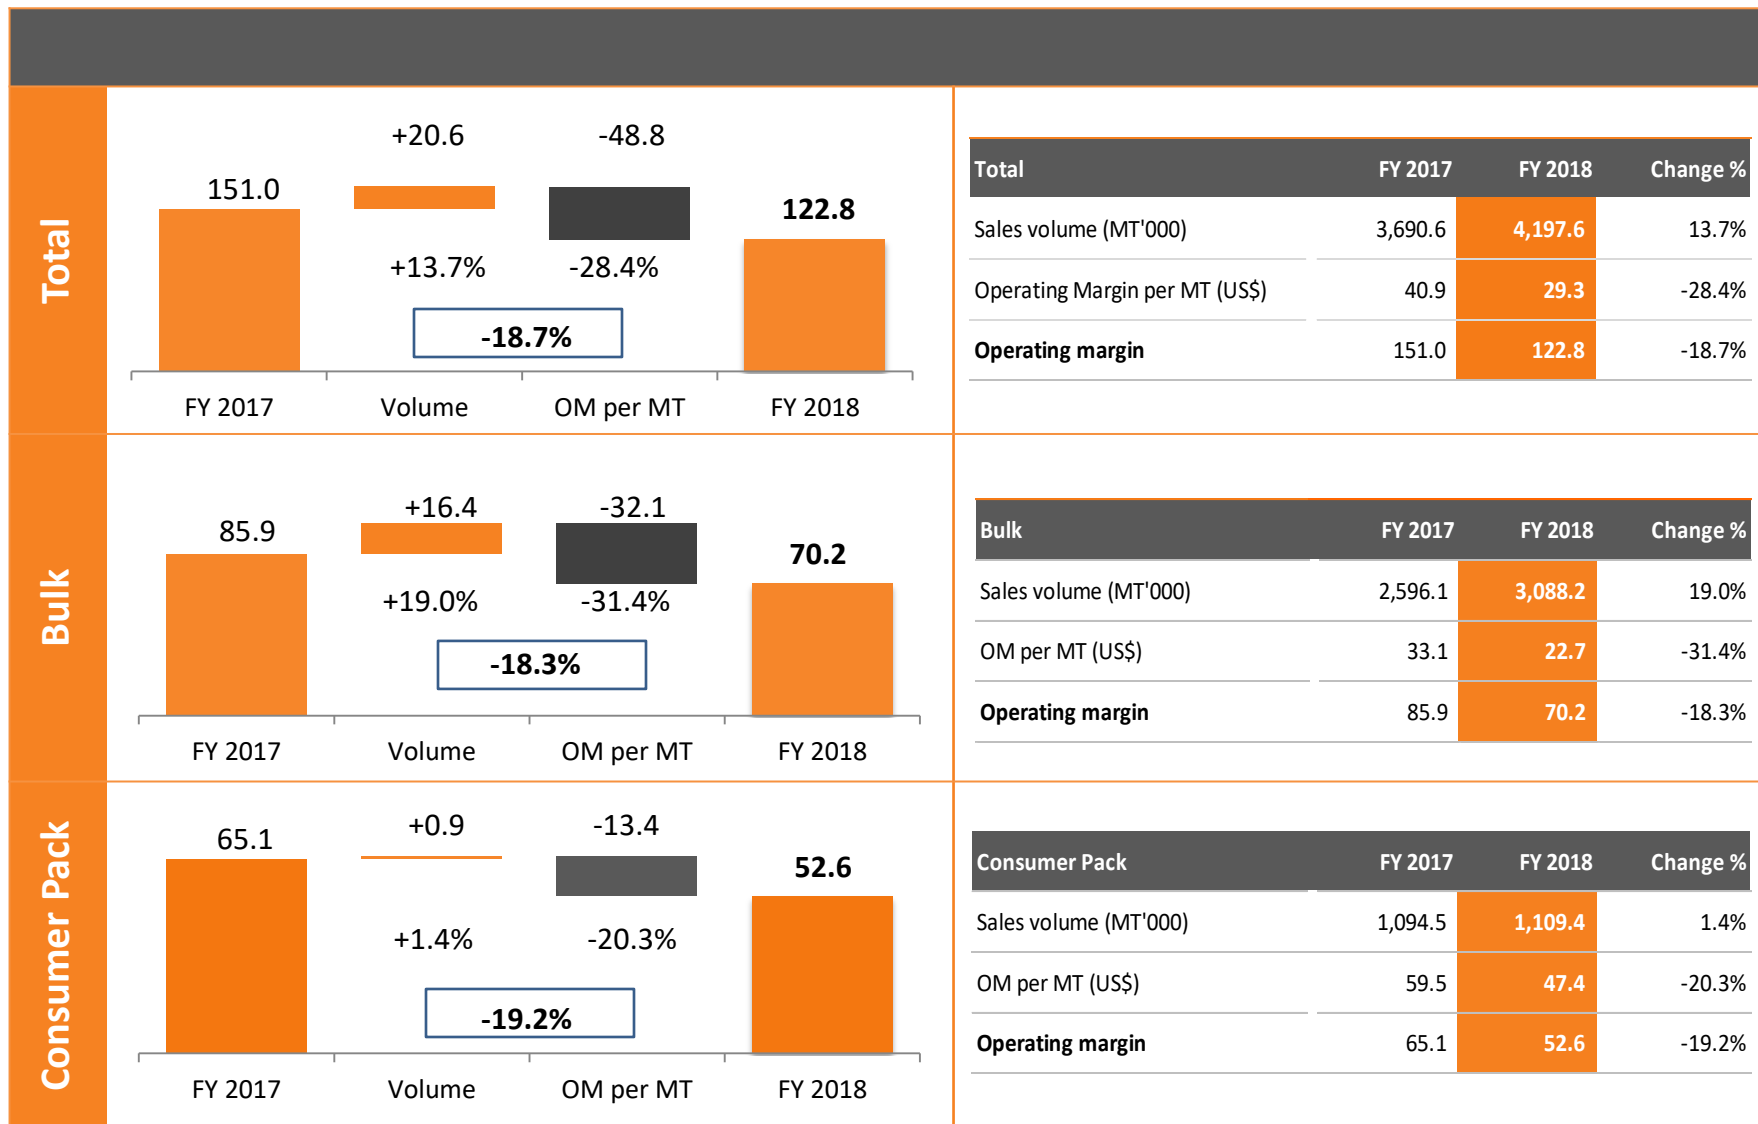 Total
+20.6 -48.8
151.0 122.8
+13.7% -28.4%
-18.7%
FY 2017 Volume OM per MT FY 2018
Total FY 2017 FY 2018 Change %
Sales volume (MT'000) 3,690.6 4,197.6 13.7%
Operating Margin per MT (US$) 40.9 29.3 -28.4%
Operating margin 151.0 122.8 -18.7%
Bulk
+16.4 -32.1
85.9 70.2
+19.0% -31.4%
-18.3%
FY 2017 Volume OM per MT FY 2018
Bulk FY 2017 FY 2018 Change %
Sales volume (MT'000) 2,596.1 3,088.2 19.0%
OM per MT (US$) 33.1 22.7 -31.4%
Operating margin 85.9 70.2 -18.3%
Consumer Pack
65.1 +0.9 -13.4 52.6
+1.4% -20.3%
-19.2%
FY 2017 Volume OM per MT FY 2018
Consumer Pack FY 2017 FY 2018 Change %
Sales volume (MT'000) 1,094.5 1,109.4 1.4%
OM per MT (US$) 59.5 47.4 -20.3%
Operating margin 65.1 52.6 -19.2%